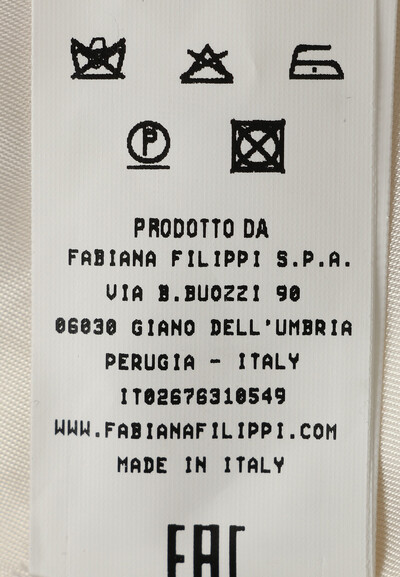 P
PRODOTTO DA
FABIANA FILIPPI S.P.A.
VIA B.BUOZZI 90
06030 GIANO DELL'UMBRIA
PERUGIA - ITALY
IT02676310549
WWW.FABIANAFILIPPI.COM
MADE IN ITALY
EAC